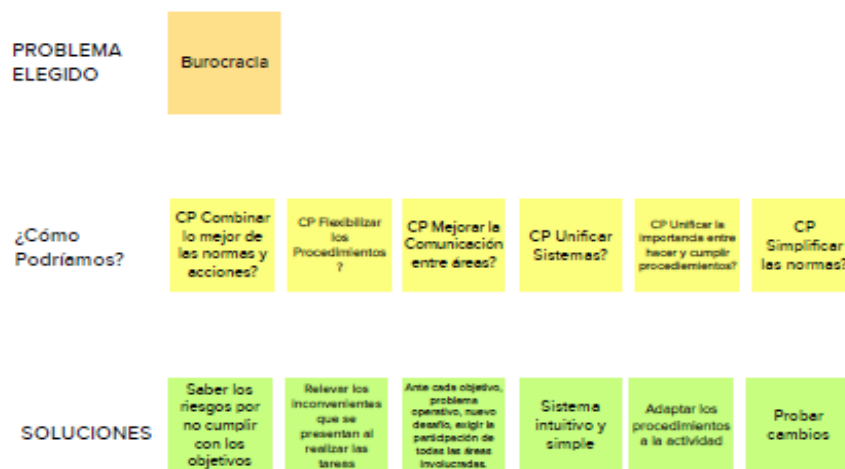 PROBLEMA
ELEGIDO
Burocracia
¿Cómo
Podríamos?
CP Combinar
lo mejor de
las normas y
acciones?
CP Flexibilizar
los
Procedimientos
?
CP Mejorar la
Comunicación
entre áreas?
CP Unificar
Sistemas?
CP Unificar la
importancia entre
hacer y cumplir
procediemientos?
CP
Simplificar
las normas?
SOLUCIONES
Saber los
riesgos por
no cumplir
con los
objetivos
Relevar los
inconvenientes
que se
presentan al
realizar las
tareas
Ante cada objetivo,
problema
operativo, nuevo
desafío, exigir la
participación de
todas las áreas
involucradas.
Sistema
intuitivo y
simple
Adaptar los
procedimientos
a la actividad
Probar
cambios